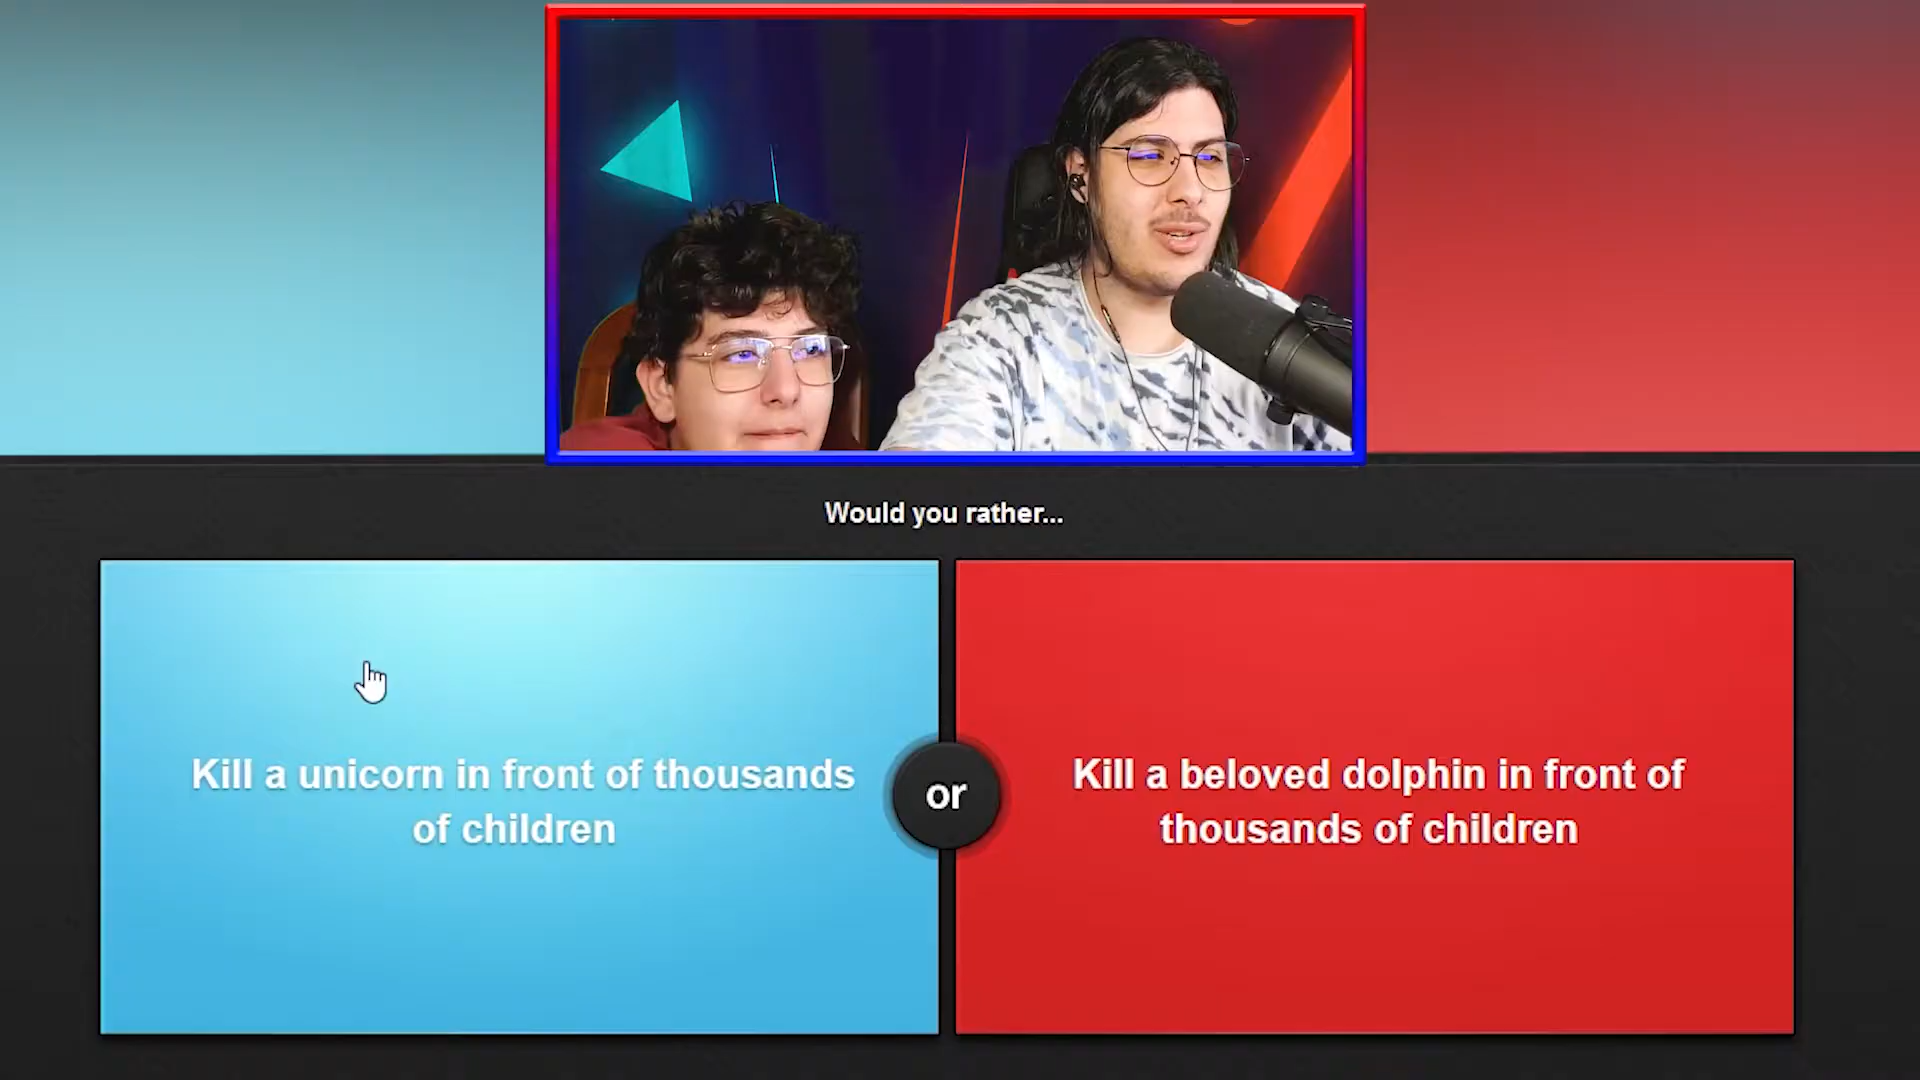 Would you rather...
Kill a unicorn in front of thousands
of children
or
Kill a beloved dolphin in front of
thousands of children